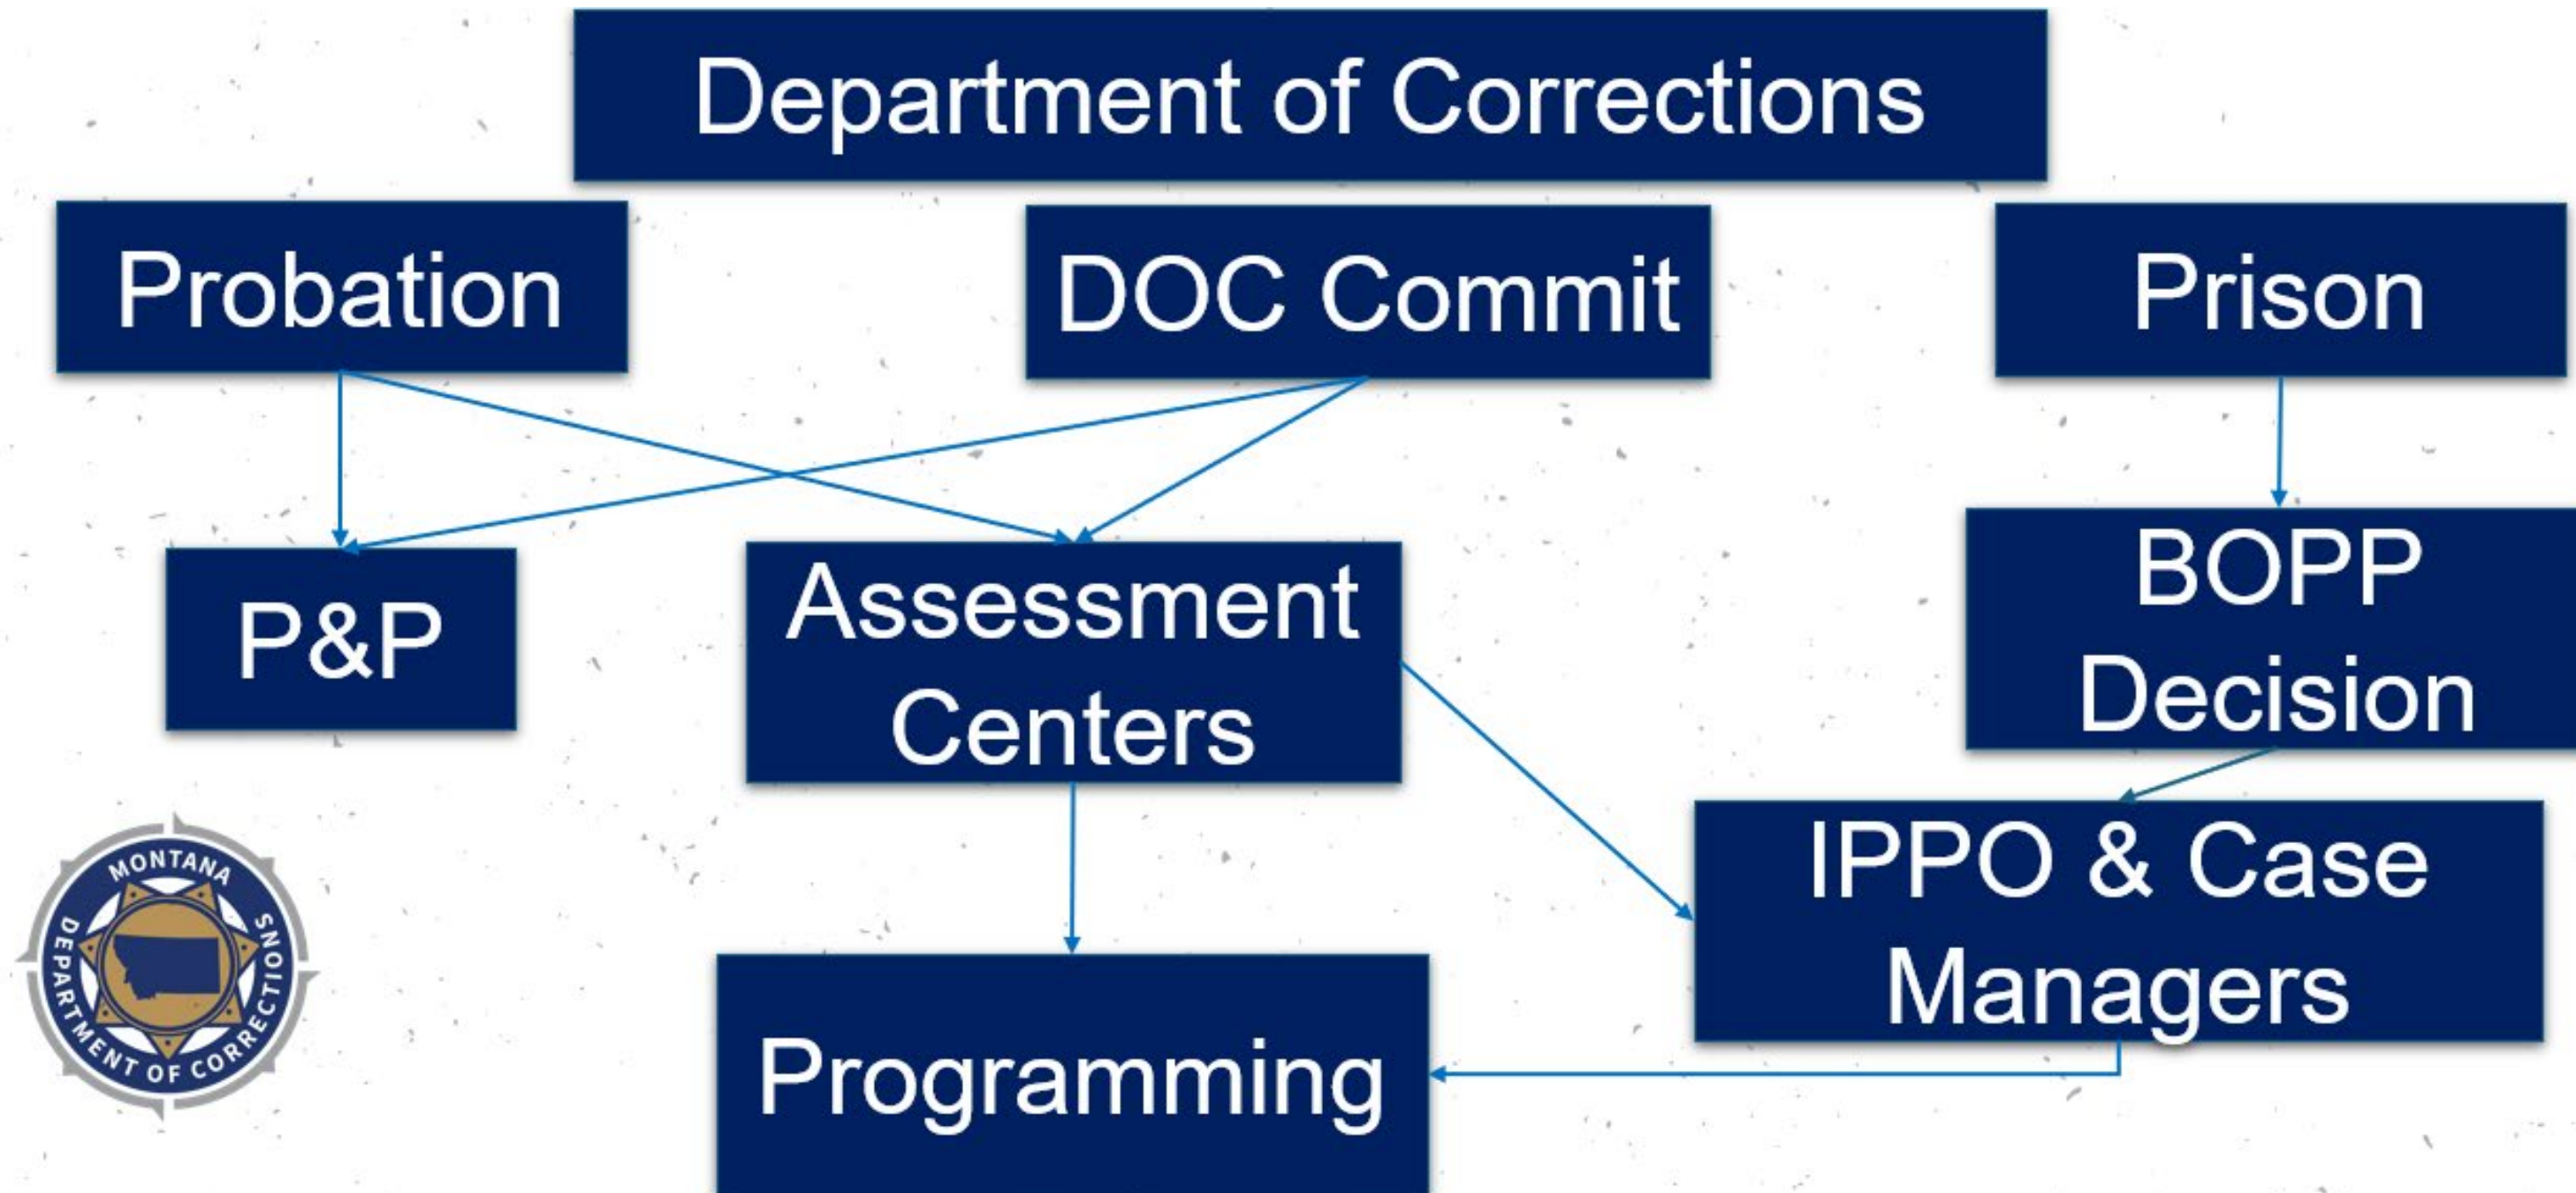 Department of Corrections
Probation
DOC Commit
Prison
P&P
Assessment
Centers
BOPP
Decision
IPPO & Case
Managers
Programming
MONTANA
DEPARTMENT OF CORRECTIONS